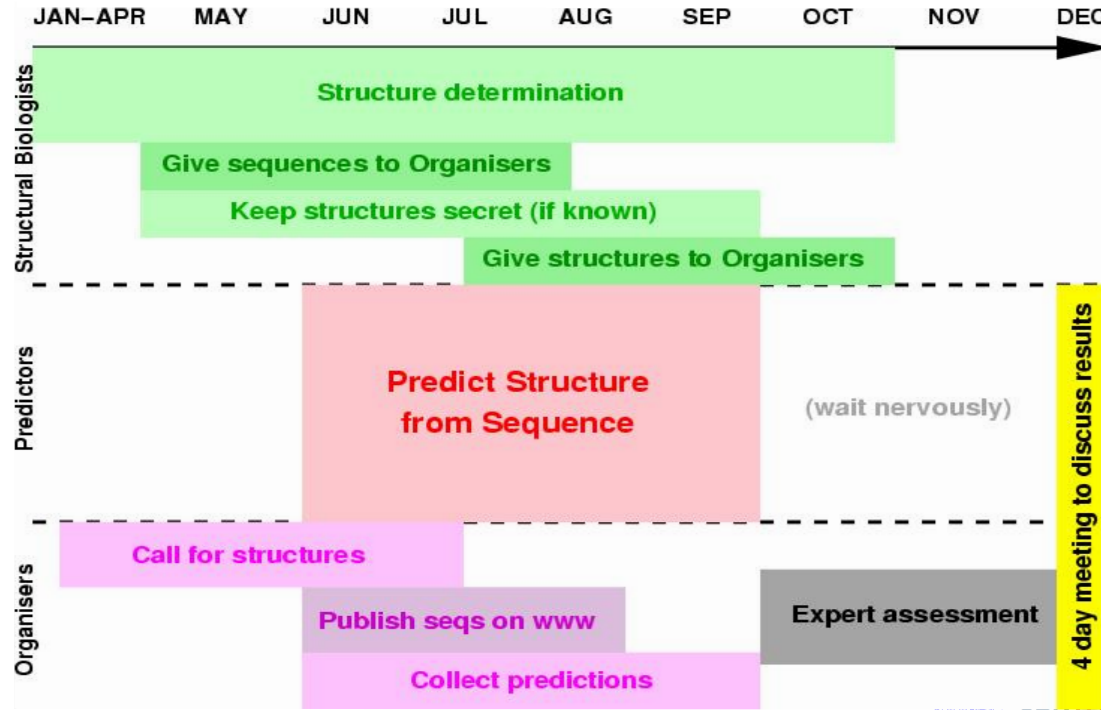 JAN–APR MAY JUN JUL AUG SEP OCT NOV DEC
Structural Biologists
Structure determination
Give sequences to Organisers
Keep structures secret (if known)
Give structures to Organisers
Predictors
Predict Structure
from Sequence
(wait nervously)
4 day meeting to discuss results
Organisers
Call for structures
Publish seqs on www
Expert assessment
Collect predictions